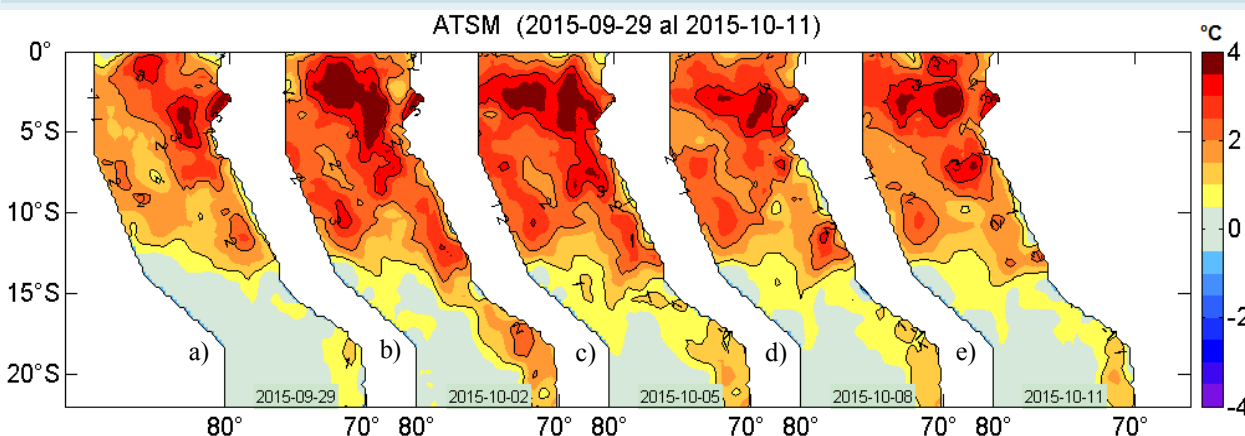 ATSM (2015-09-29 al 2015-10-11)
°C
0°
5°S
10°S
15°S
20°S
4
2
0
-2
-4
a) b) c) d) e)
2015-09-29 2015-10-02 2015-10-05 2015-10-08 2015-10-11
80° 70° 80° 70° 80° 70° 80° 70° 80° 70°